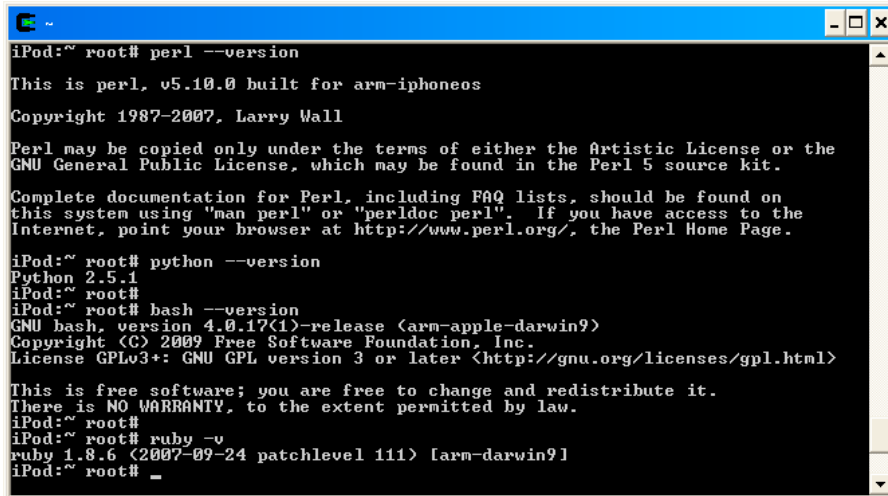 ~
iPod:~ root# perl --version
This is perl, v5.10.0 built for arm-iphoneos
Copyright 1987-2007, Larry Wall
Perl may be copied only under the terms of either the Artistic License or the
GNU General Public License, which may be found in the Perl 5 source kit.
Complete documentation for Perl, including FAQ lists, should be found on
this system using "man perl" or "perldoc perl".  If you have access to the
Internet, point your browser at http://www.perl.org/, the Perl Home Page.
iPod:~ root# python --version
Python 2.5.1
iPod:~ root#
iPod:~ root# bash --version
GNU bash, version 4.0.17(1)-release (arm-apple-darwin9)
Copyright (C) 2009 Free Software Foundation, Inc.
License GPLv3+: GNU GPL version 3 or later <http://gnu.org/licenses/gpl.html>
This is free software; you are free to change and redistribute it.
There is NO WARRANTY, to the extent permitted by law.
iPod:~ root#
iPod:~ root# ruby -v
ruby 1.8.6 (2007-09-24 patchlevel 111) [arm-darwin9]
iPod:~ root# _